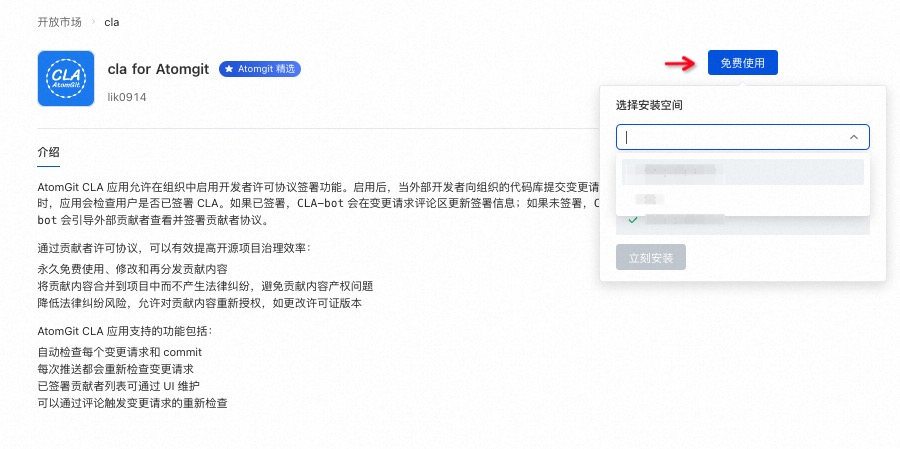 开放市场 › cla
CLA
AtomGit
cla for Atomgit
Atomgit 精选
lik0914
免费使用
选择安装空间
立刻安装
介绍
AtomGit CLA 应用允许在组织中启用开发者许可协议签署功能。启用后，当外部开发者向组织的代码库提交变更请
时，应用会检查用户是否已签署 CLA。如果已签署，CLA-bot 会在变更请求评论区更新签署信息；如果未签署，C
bot 会引导外部贡献者查看并签署贡献者协议。
通过贡献者许可协议，可以有效提高开源项目治理效率：
永久免费使用、修改和再分发贡献内容
将贡献内容合并到项目中而不产生法律纠纷，避免贡献内容产权问题
降低法律纠纷风险，允许对贡献内容重新授权，如更改许可证版本
AtomGit CLA 应用支持的功能包括：
自动检查每个变更请求和 commit
每次推送都会重新检查变更请求
已签署贡献者列表可通过 UI 维护
可以通过评论触发变更请求的重新检查